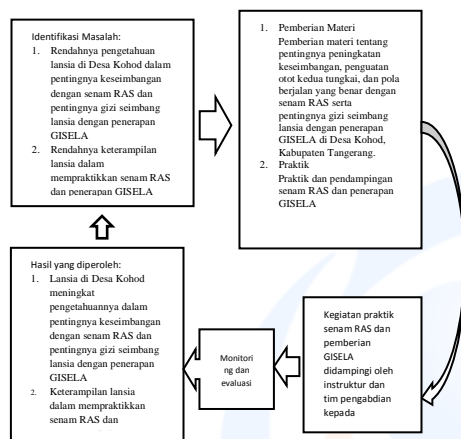 Identifikasi Masalah:
1. Rendahnya pengetahuan
lansia di Desa Kohod dalam
pentingnya keseimbangan
dengan senam RAS dan
pentingnya gizi seimbang
lansia dengan penerapan
GISELA
2. Rendahnya keterampilan
lansia dalam
mempraktikkan senam RAS
dan penerapan GISELA
1. Pemberian Materi
Pemberian materi tentang
pentingnya peningkatan
keseimbangan, penguatan
otot kedua tungkai, dan pola
berjalan yang benar dengan
senam RAS serta
pentingnya gizi seimbang
lansia dengan penerapan
GISELA di Desa Kohod,
Kabupaten Tangerang.
2. Praktik
Praktik dan pendampingan
senam RAS dan penerapan
GISELA
Kegiatan praktik
senam RAS dan
pemberian
GISELA
didampingi oleh
instruktur dan
tim pengabdian
kepada
Monitori
ng dan
evaluasi
Hasil yang diperoleh:
1. Lansia di Desa Kohod
meningkat
pengetahuannya dalam
pentingnya keseimbangan
dengan senam RAS dan
pentingnya gizi seimbang
lansia dengan penerapan
GISELA
2. Keterampilan lansia
dalam mempraktikkan
senam RAS dan